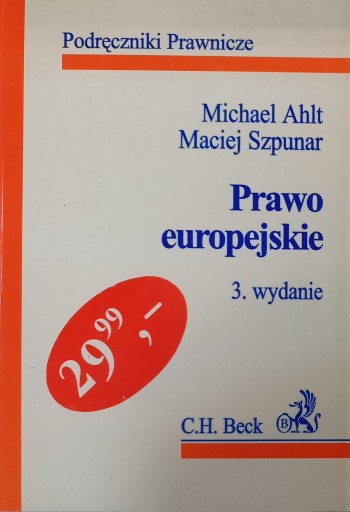 Podręczniki Prawnicze
Michael Ahlt
Maciej Szpunar
Prawo
europejskie
3. wydanie
29 99 ,-
C.H. Beck
B